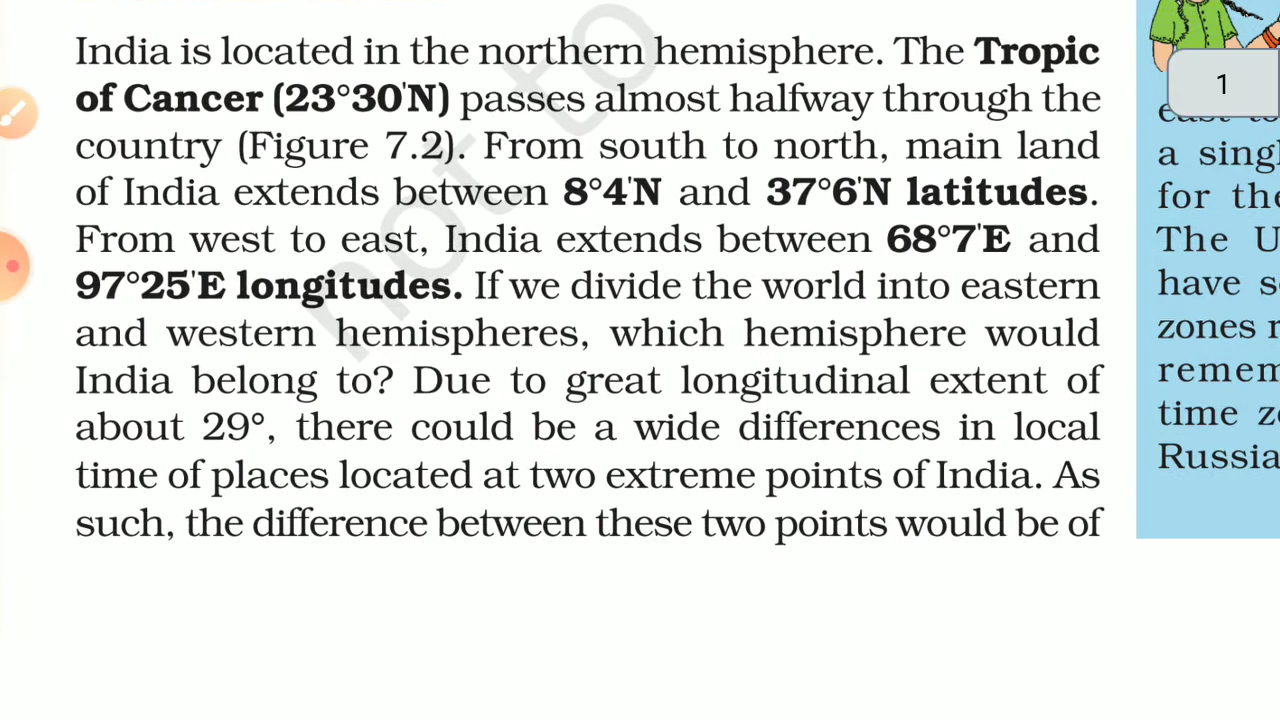 India is located in the northern hemisphere. The Tropic
of Cancer (23°30'N) passes almost halfway through the
country (Figure 7.2). From south to north, main land
of India extends between 8°4'N and 37°6'N latitudes.
From west to east, India extends between 68°7'E and
97°25'E longitudes. If we divide the world into eastern
and western hemispheres, which hemisphere would
India belong to? Due to great longitudinal extent of
about 29°, there could be a wide differences in local
time of places located at two extreme points of India. As
such, the difference between these two points would be of
not to
1
a
for the
The U
have
zones
time
Russia